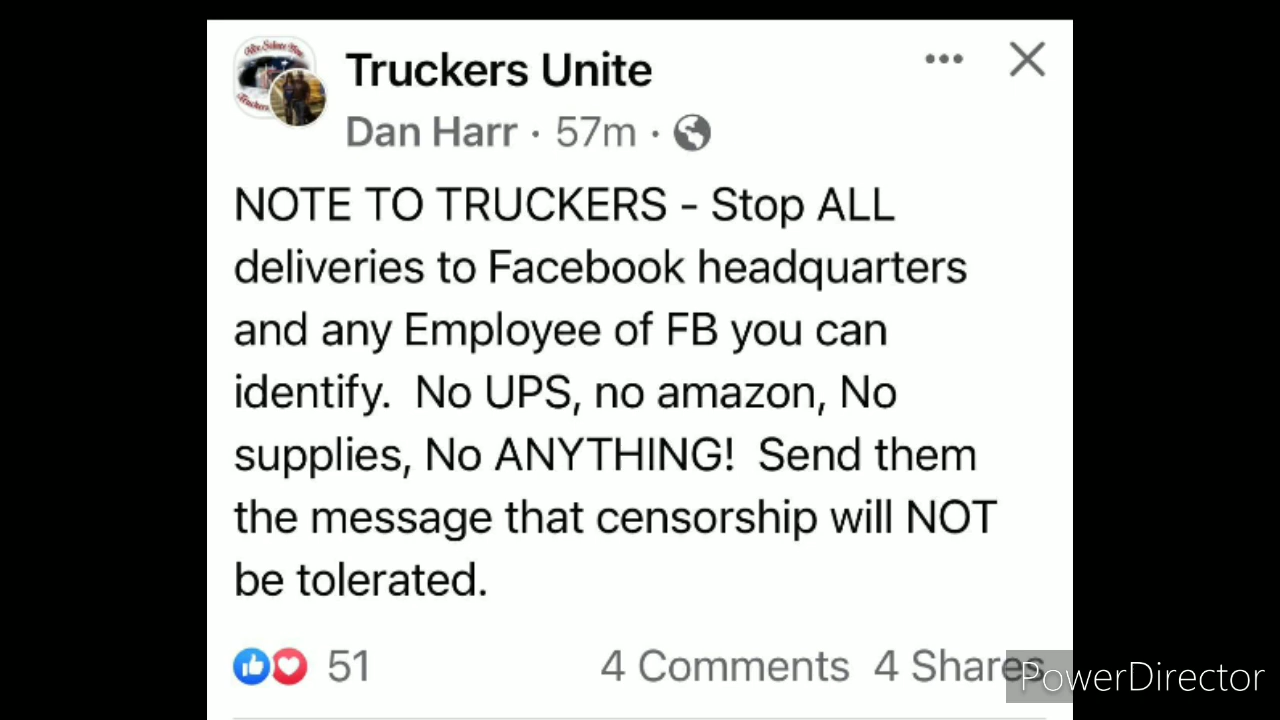 Truckers Unite
Dan Harr · 57m ·
NOTE TO TRUCKERS - Stop ALL
deliveries to Facebook headquarters
and any Employee of FB you can
identify.  No UPS, no amazon, No
supplies, No ANYTHING!  Send them
the message that censorship will NOT
be tolerated.
51
4 Comments 4 Shares
PowerDirector